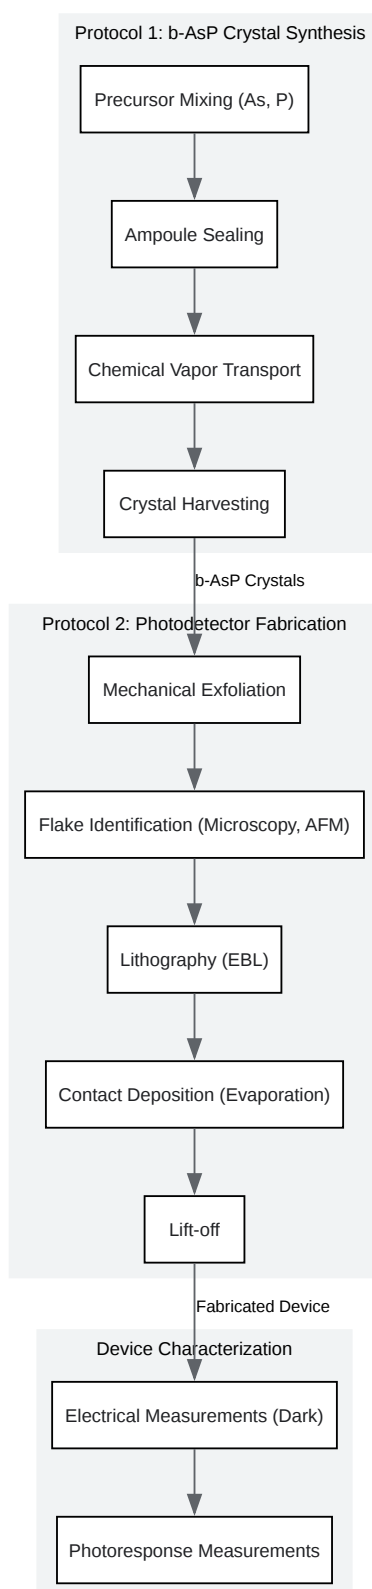 Protocol 1: b-AsP Crystal Synthesis
Precursor Mixing (As, P)
Ampoule Sealing
Chemical Vapor Transport
Crystal Harvesting
b-AsP Crystals
Protocol 2: Photodetector Fabrication
Mechanical Exfoliation
Flake Identification (Microscopy, AFM)
Lithography (EBL)
Contact Deposition (Evaporation)
Lift-off
Fabricated Device
Device Characterization
Electrical Measurements (Dark)
Photoresponse Measurements